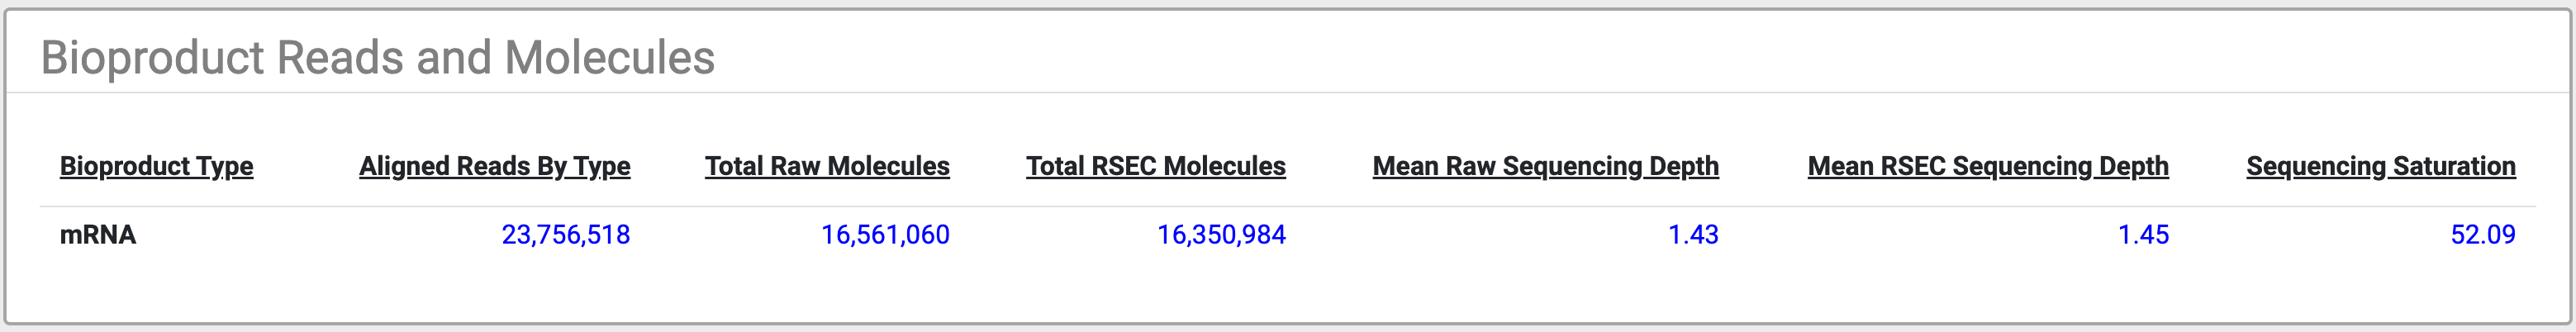 Bioproduct Reads and Molecules
Bioproduct Type Aligned Reads By Type Total Raw Molecules Total RSEC Molecules Mean Raw Sequencing Depth Mean RSEC Sequencing Depth Sequencing Saturation
mRNA 23,756,518 16,561,060 16,350,984 1.43 1.45 52.09